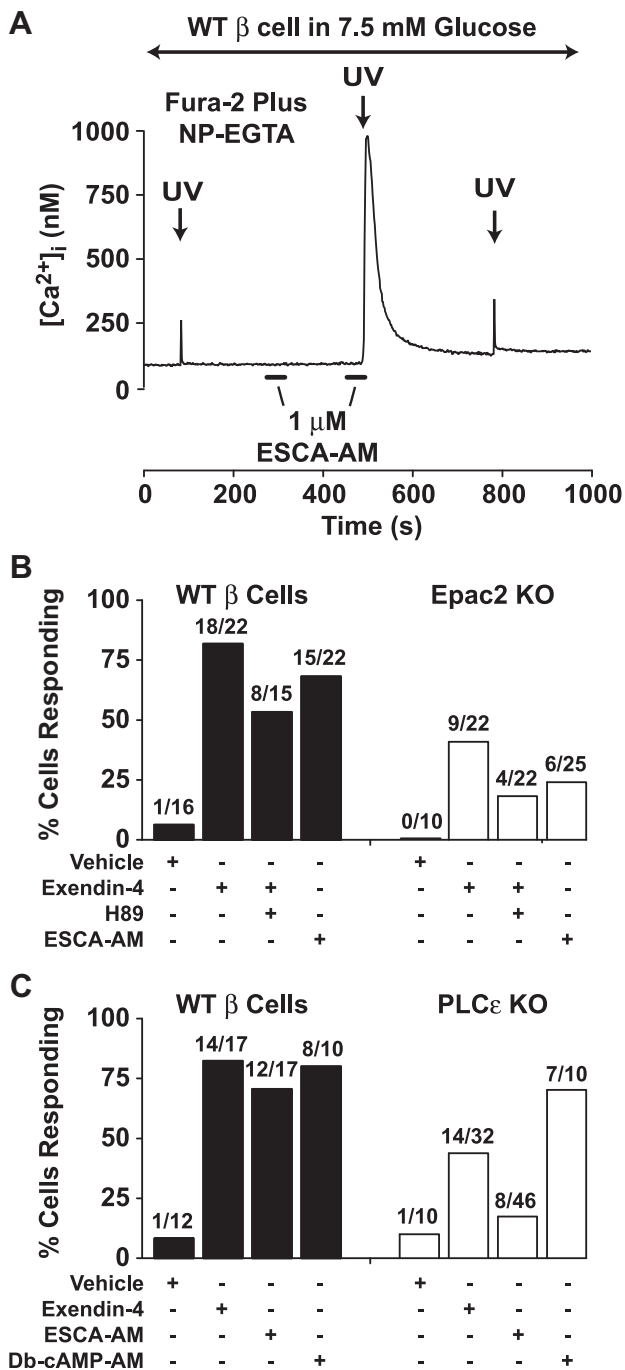 A
WT β cell in 7.5 mM Glucose
UV
Fura-2 Plus
NP-EGTA
1000
750
500
250
0
[Ca²⁺]ᵢ (nM)
UV
UV
1 μM
ESCA-AM
0 200 400 600 800 1000
Time (s)
B
WT β Cells Epac2 KO
% Cells Responding
100
75
50
25
0
1/16 18/22 8/15 15/22 0/10 9/22 4/22 6/25
Vehicle + - - - + - - -
Exendin-4 - + + - - + + -
H89 - - + - - - + -
ESCA-AM - - - + - - - +
C
WT β Cells PLCε KO
% Cells Responding
100
75
50
25
0
1/12 14/17 12/17 8/10 1/10 14/32 8/46 7/10
Vehicle + - - - + - - -
Exendin-4 - + - - - + - -
ESCA-AM - - + - - - + -
Db-cAMP-AM - - - + - - - +